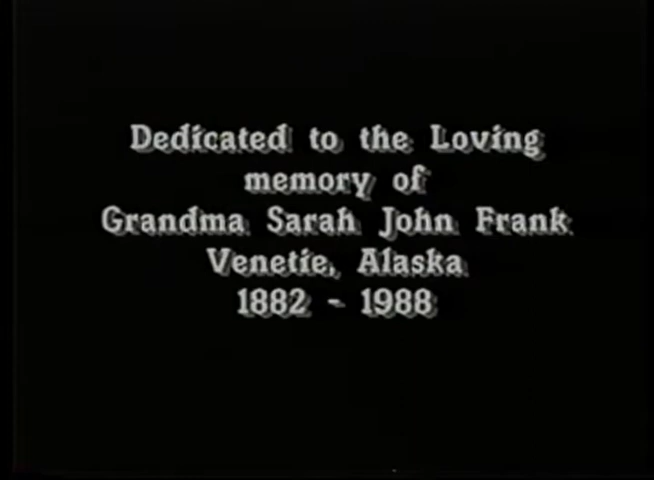 Dedicated to the Loving
memory of
Grandma Sarah John Frank
Venetie, Alaska
1882 - 1988